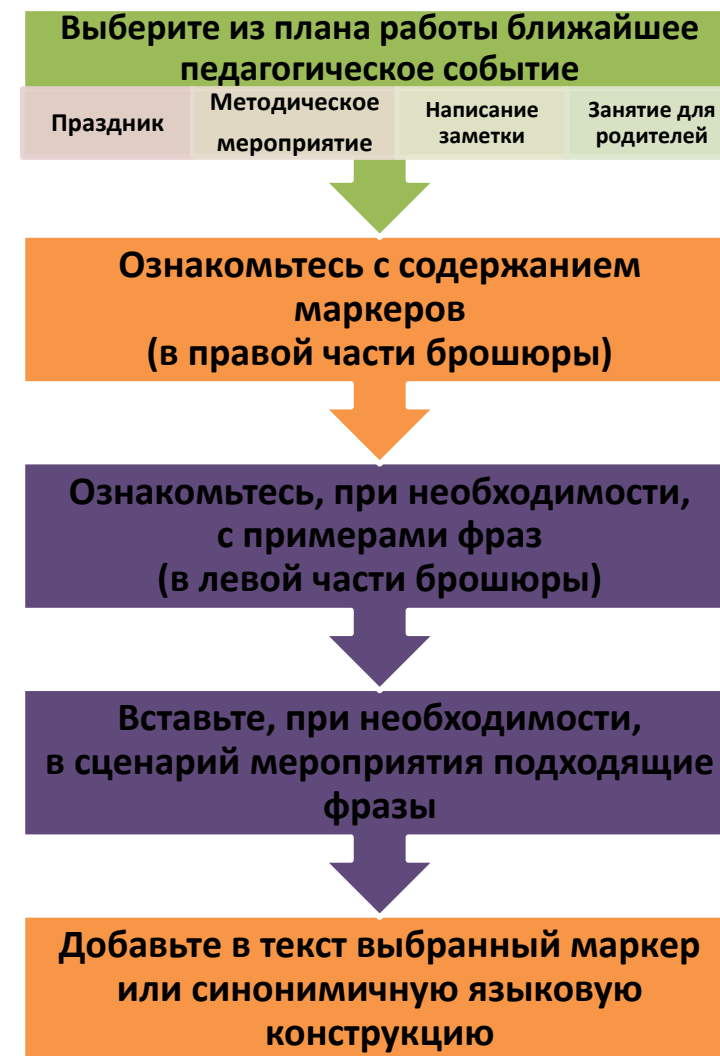 Выберите из плана работы ближайшее
педагогическое событие
Праздник
Методическое
мероприятие
Написание
заметки
Занятие для
родителей
Ознакомьтесь с содержанием
маркеров
(в правой части брошюры)
Ознакомьтесь, при необходимости,
с примерами фраз
(в левой части брошюры)
Вставьте, при необходимости,
в сценарий мероприятия подходящие
фразы
Добавьте в текст выбранный маркер
или синонимичную языковую
конструкцию